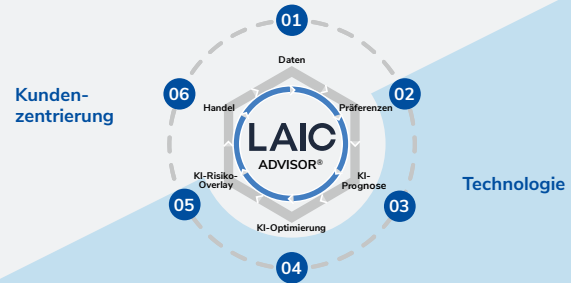 01
Daten
Kunden-
zentrierung
06
02
Handel
Präferenzen
LAIC
ADVISOR®
KI-Risiko-
Overlay
KI-
Prognose
Technologie
05
03
KI-Optimierung
04